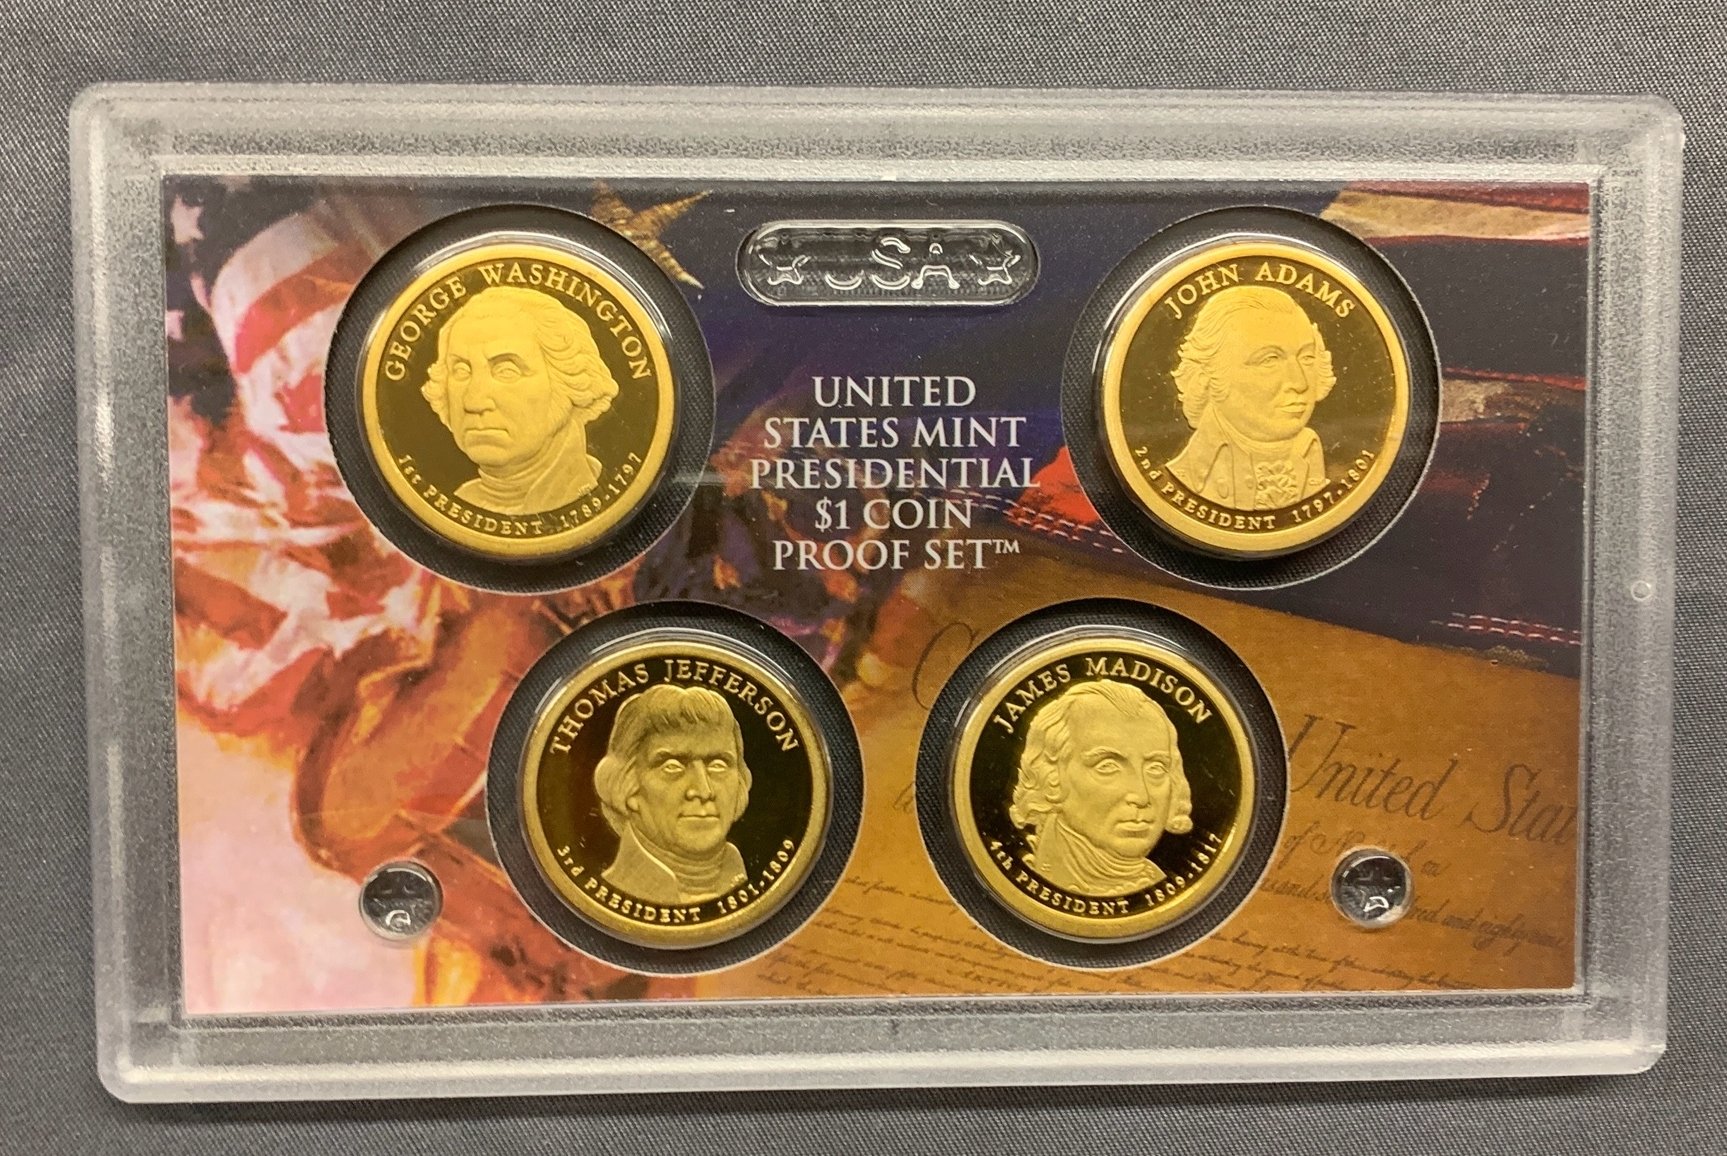 GEORGE WASHINGTON
1st PRESIDENT 1789-1797
USA
JOHN ADAMS
2nd PRESIDENT 1797-1801
UNITED
STATES MINT
PRESIDENTIAL
$1 COIN
PROOF SET™
THOMAS JEFFERSON
3rd PRESIDENT 1801-1809
JAMES MADISON
4th PRESIDENT 1809-1817
United Stat